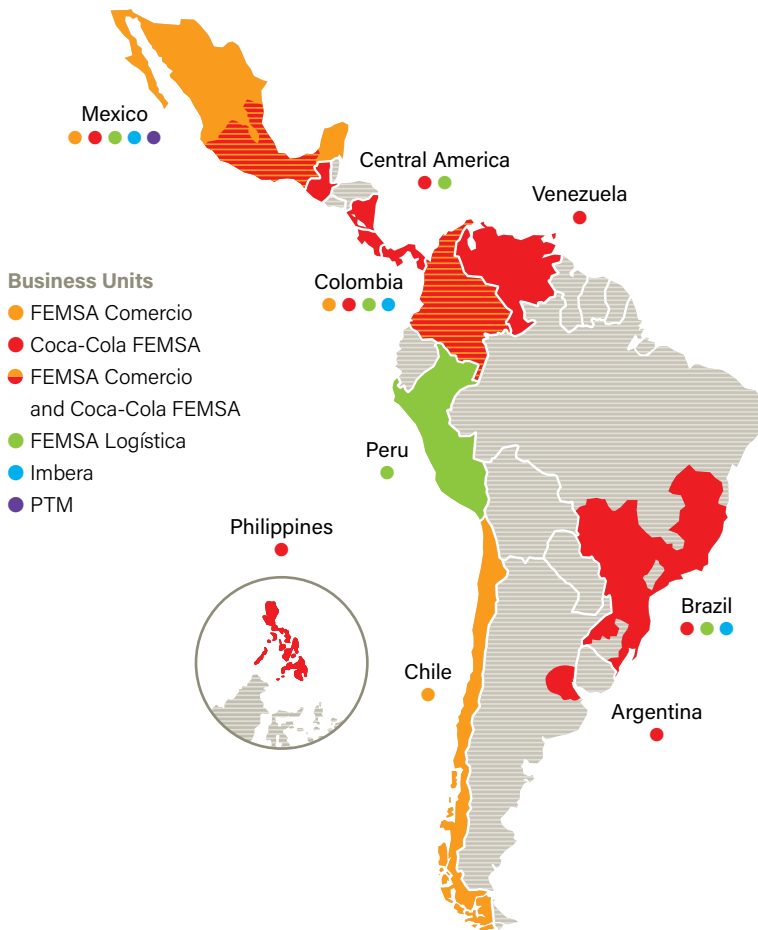 Mexico
Central America
Venezuela
Colombia
Business Units
FEMSA Comercio
Coca-Cola FEMSA
FEMSA Comercio
and Coca-Cola FEMSA
FEMSA Logística
Imbera
PTM
Peru
Philippines
Brazil
Chile
Argentina